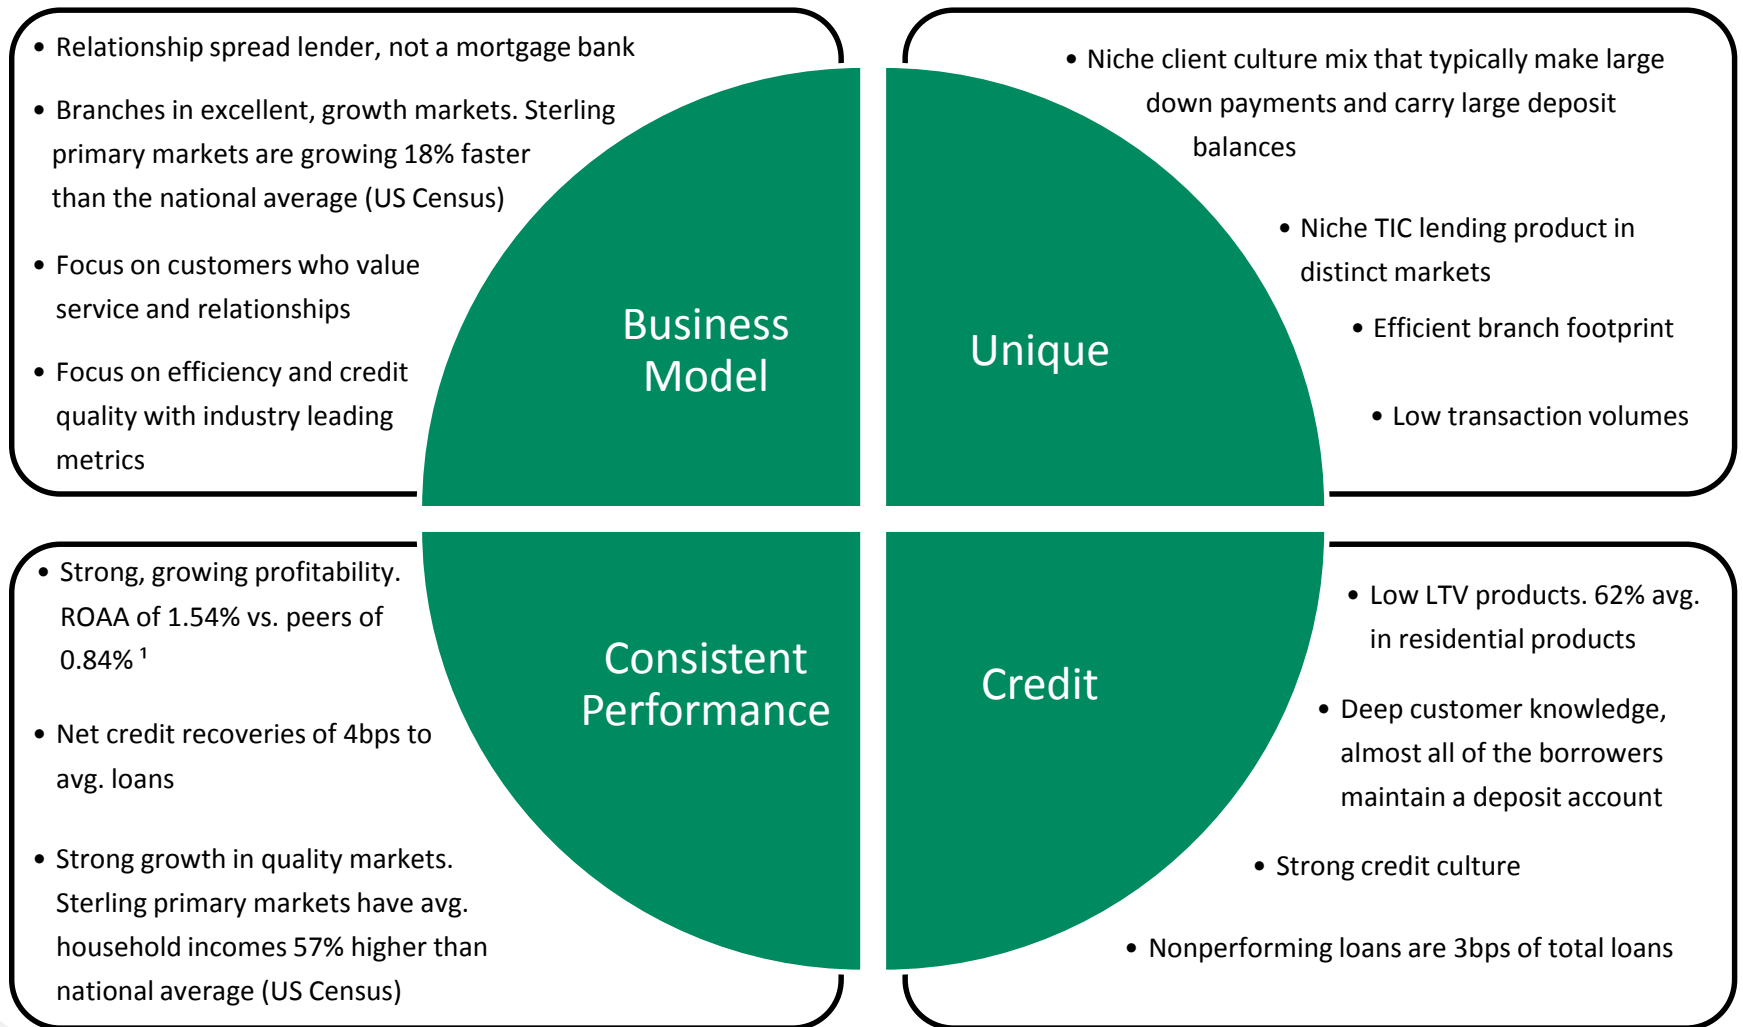 • Relationship spread lender, not a mortgage bank
• Branches in excellent, growth markets. Sterling
primary markets are growing 18% faster
than the national average (US Census)
• Focus on customers who value
service and relationships
• Focus on efficiency and credit
quality with industry leading
metrics
Business
Model
• Niche client culture mix that typically make large
down payments and carry large deposit
balances
• Niche TIC lending product in
distinct markets
• Efficient branch footprint
• Low transaction volumes
Unique
• Strong, growing profitability.
ROAA of 1.54% vs. peers of
0.84% ¹
• Net credit recoveries of 4bps to
avg. loans
• Strong growth in quality markets.
Sterling primary markets have avg.
household incomes 57% higher than
national average (US Census)
Consistent
Performance
• Low LTV products. 62% avg.
in residential products
• Deep customer knowledge,
almost all of the borrowers
maintain a deposit account
• Strong credit culture
• Nonperforming loans are 3bps of total loans
Credit